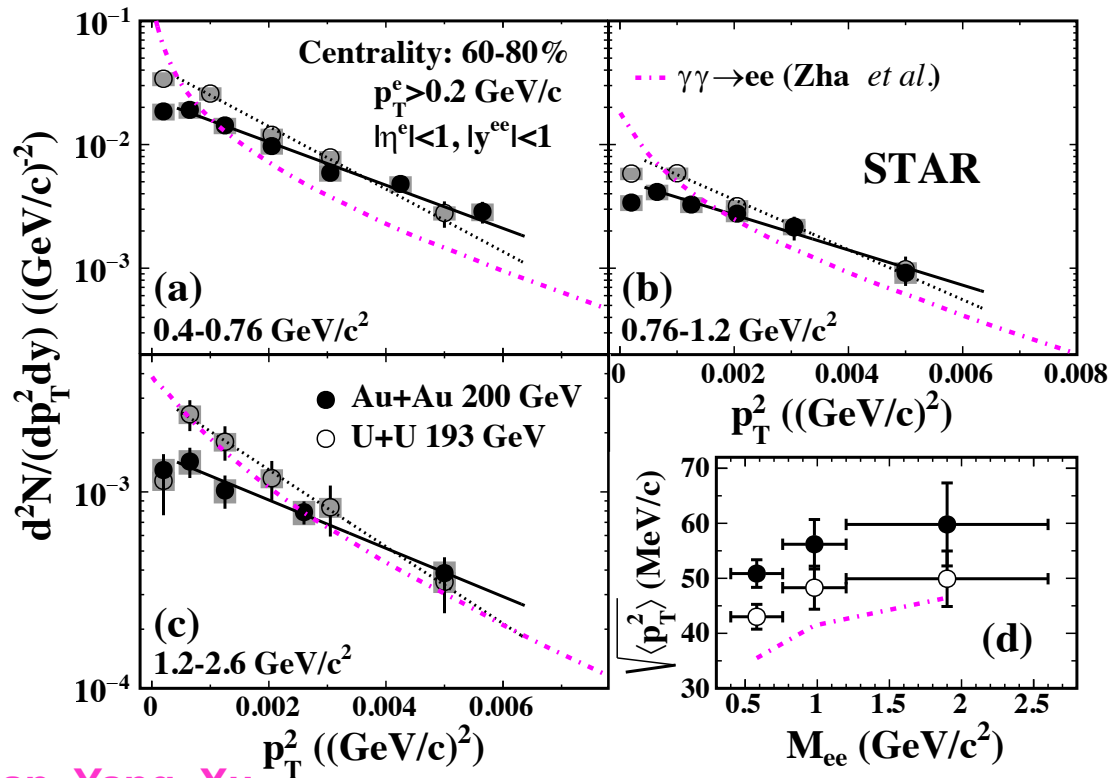 10⁻¹
10⁻²
10⁻³
10⁻³
10⁻⁴
d²N/(dp_T²dy) ((GeV/c)⁻²)
Centrality: 60-80%
p_T^e>0.2 GeV/c
|η^e|<1, |y^ee|<1
(a)
0.4-0.76 GeV/c²
γγ→ee (Zha et al.)
STAR
(b)
0.76-1.2 GeV/c²
0 0.002 0.004 0.006 0.008
p_T² ((GeV/c)²)
● Au+Au 200 GeV
○ U+U 193 GeV
(c)
1.2-2.6 GeV/c²
0 0.002 0.004 0.006
p_T² ((GeV/c)²)
√⟨p_T²⟩ (MeV/c)
80
70
60
50
40
30
(d)
0.5 1 1.5 2 2.5
M_ee (GeV/c²)